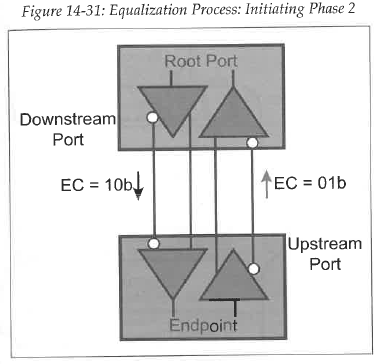 Figure 14-31: Equalization Process: Initiating Phase 2
Root Port
Downstream
Port
EC = 10b
EC = 01b
Upstream
Port
Endpoint